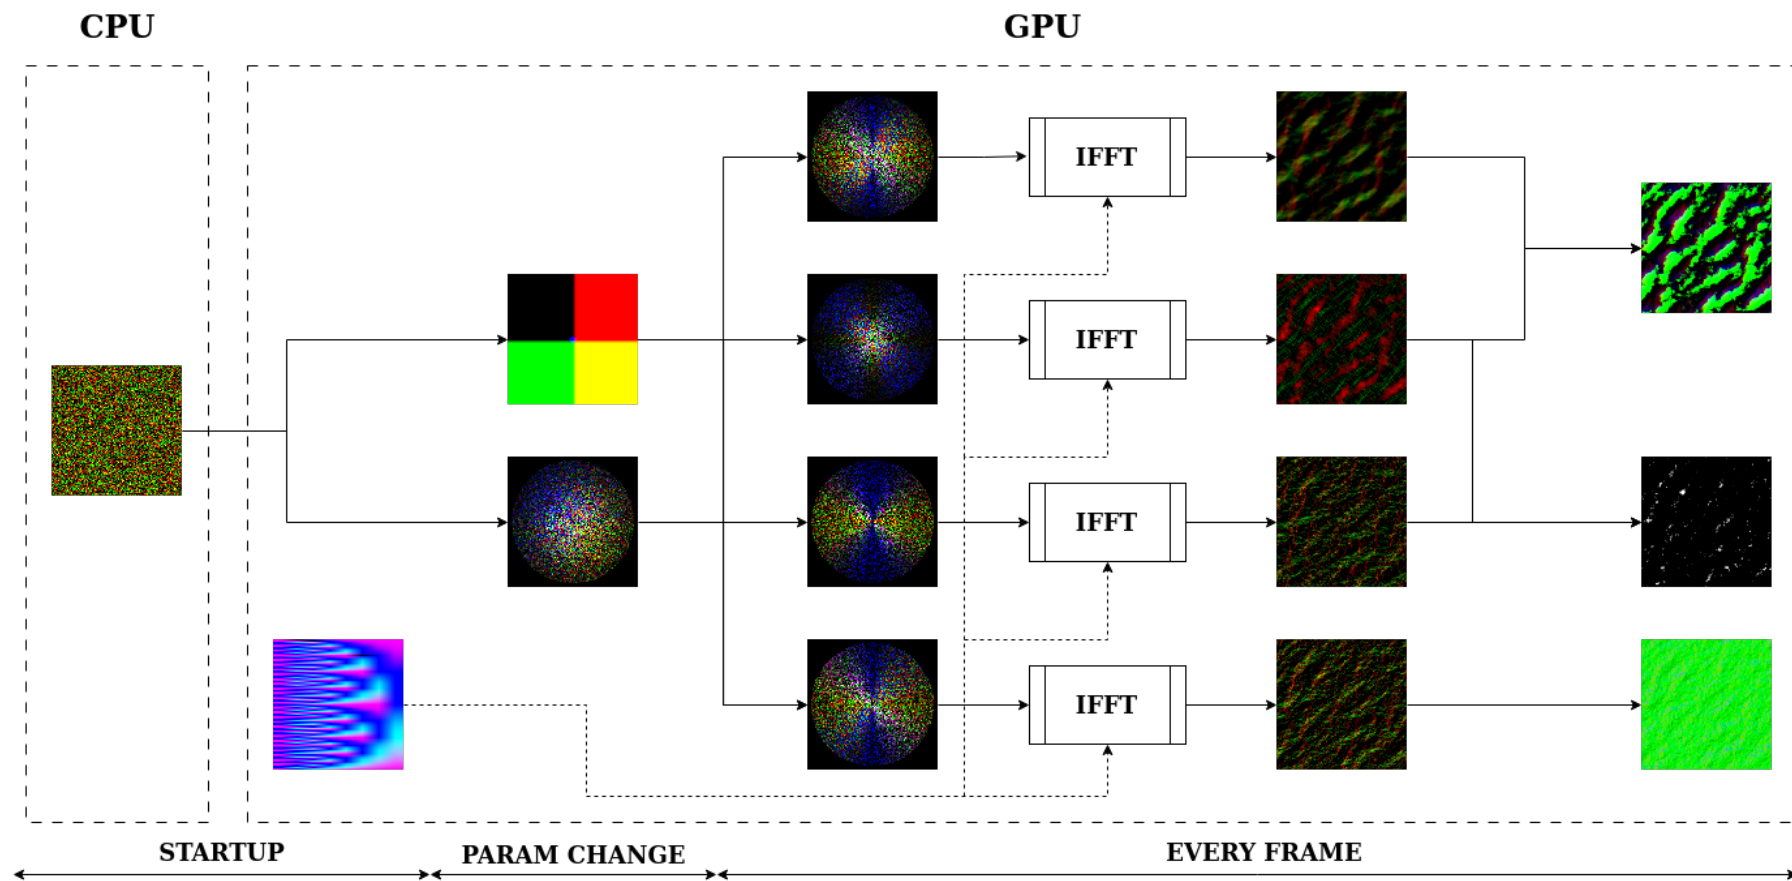 CPU
GPU
IFFT
IFFT
IFFT
IFFT
STARTUP
PARAM CHANGE
EVERY FRAME